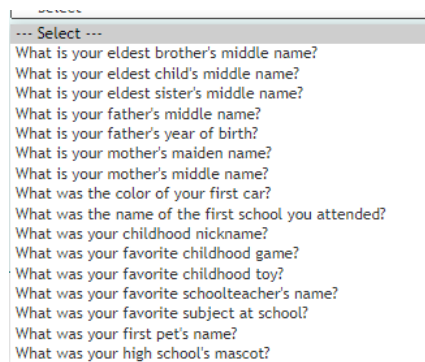 --- Select ---
What is your eldest brother's middle name?
What is your eldest child's middle name?
What is your eldest sister's middle name?
What is your father's middle name?
What is your father's year of birth?
What is your mother's maiden name?
What is your mother's middle name?
What was the color of your first car?
What was the name of the first school you attended?
What was your childhood nickname?
What was your favorite childhood game?
What was your favorite childhood toy?
What was your favorite schoolteacher's name?
What was your favorite subject at school?
What was your first pet's name?
What was your high school's mascot?